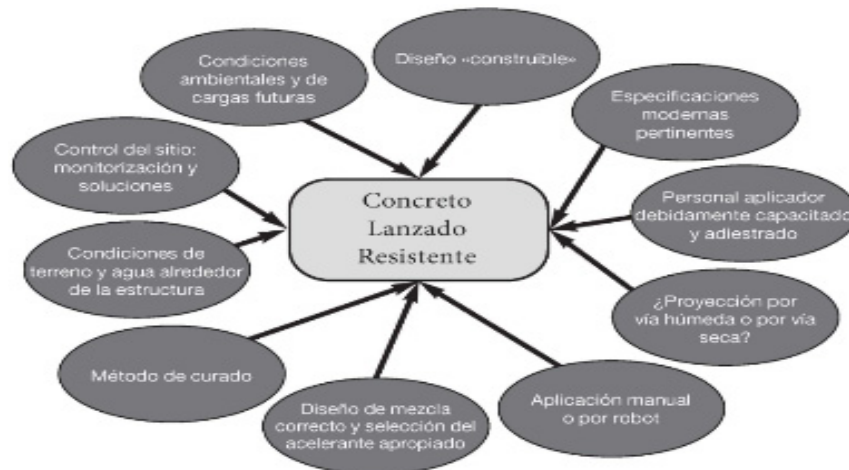 Condiciones
ambientales y de
cargas futuras
Diseño «construible»
Especificaciones
modernas
pertinentes
Control del sitio:
monitorización y
soluciones
Concreto
Lanzado
Resistente
Personal aplicador
debidamente capacitado
y adiestrado
Condiciones de
terreno y agua alrededor
de la estructura
¿Proyección por
vía húmeda o por vía
seca?
Método de curado
Diseño de mezcla
correcto y selección del
acelerante apropiado
Aplicación manual
o por robot